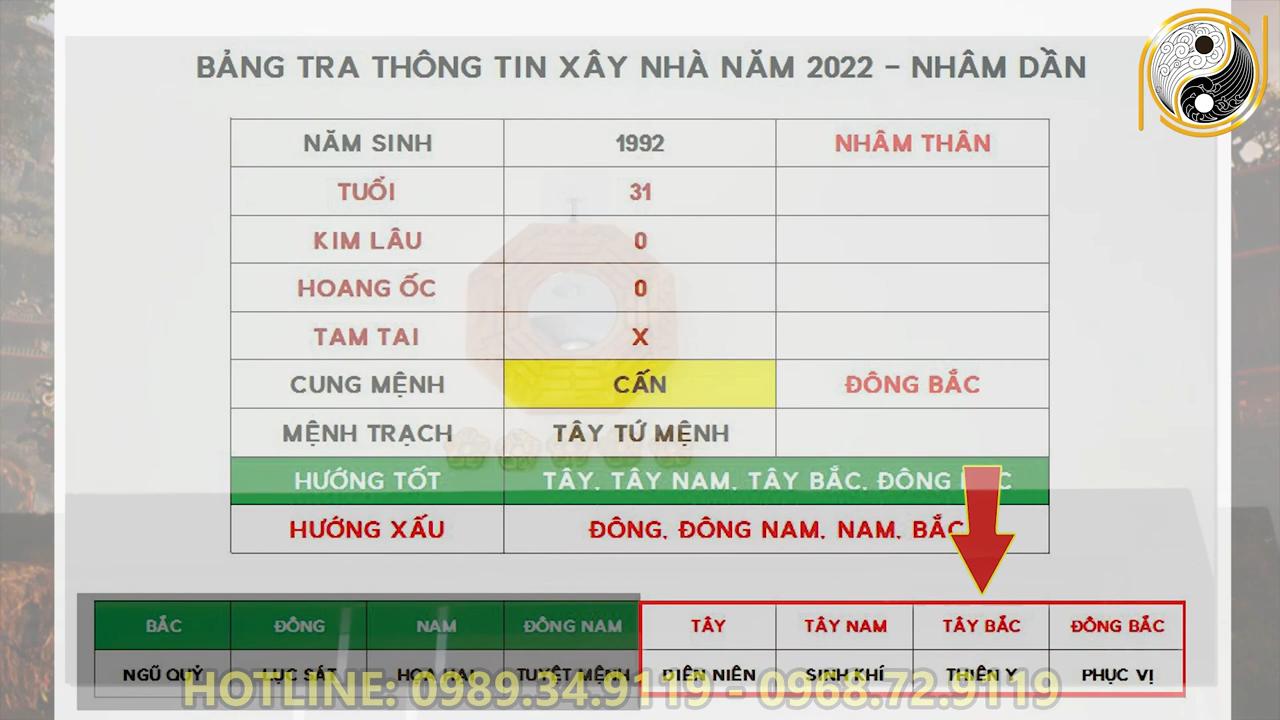 BẢNG TRA THÔNG TIN XÂY NHÀ NĂM 2022 - NHÂM DẦN
NĂM SINH 1992 NHÂM THÂN
TUỔI 31
KIM LÂU 0
HOANG ỐC 0
TAM TAI X
CUNG MỆNH CẤN ĐÔNG BẮC
MỆNH TRẠCH TÂY TỨ MỆNH
HƯỚNG TỐT TÂY, TÂY NAM, TÂY BẮC, ĐÔNG
HƯỚNG XẤU ĐÔNG, ĐÔNG NAM, NAM, BẮC
BẮC ĐÔNG NAM ĐÔNG NAM TÂY TÂY NAM TÂY BẮC ĐÔNG BẮC
NGŨ QUỶ LỤC SÁT HOẠ HẠI TUYỆT MỆNH DIÊN NIÊN SINH KHÍ THIÊN Y PHỤC VỊ
HOTLINE: 0989.34.9119 - 0968.72.9119